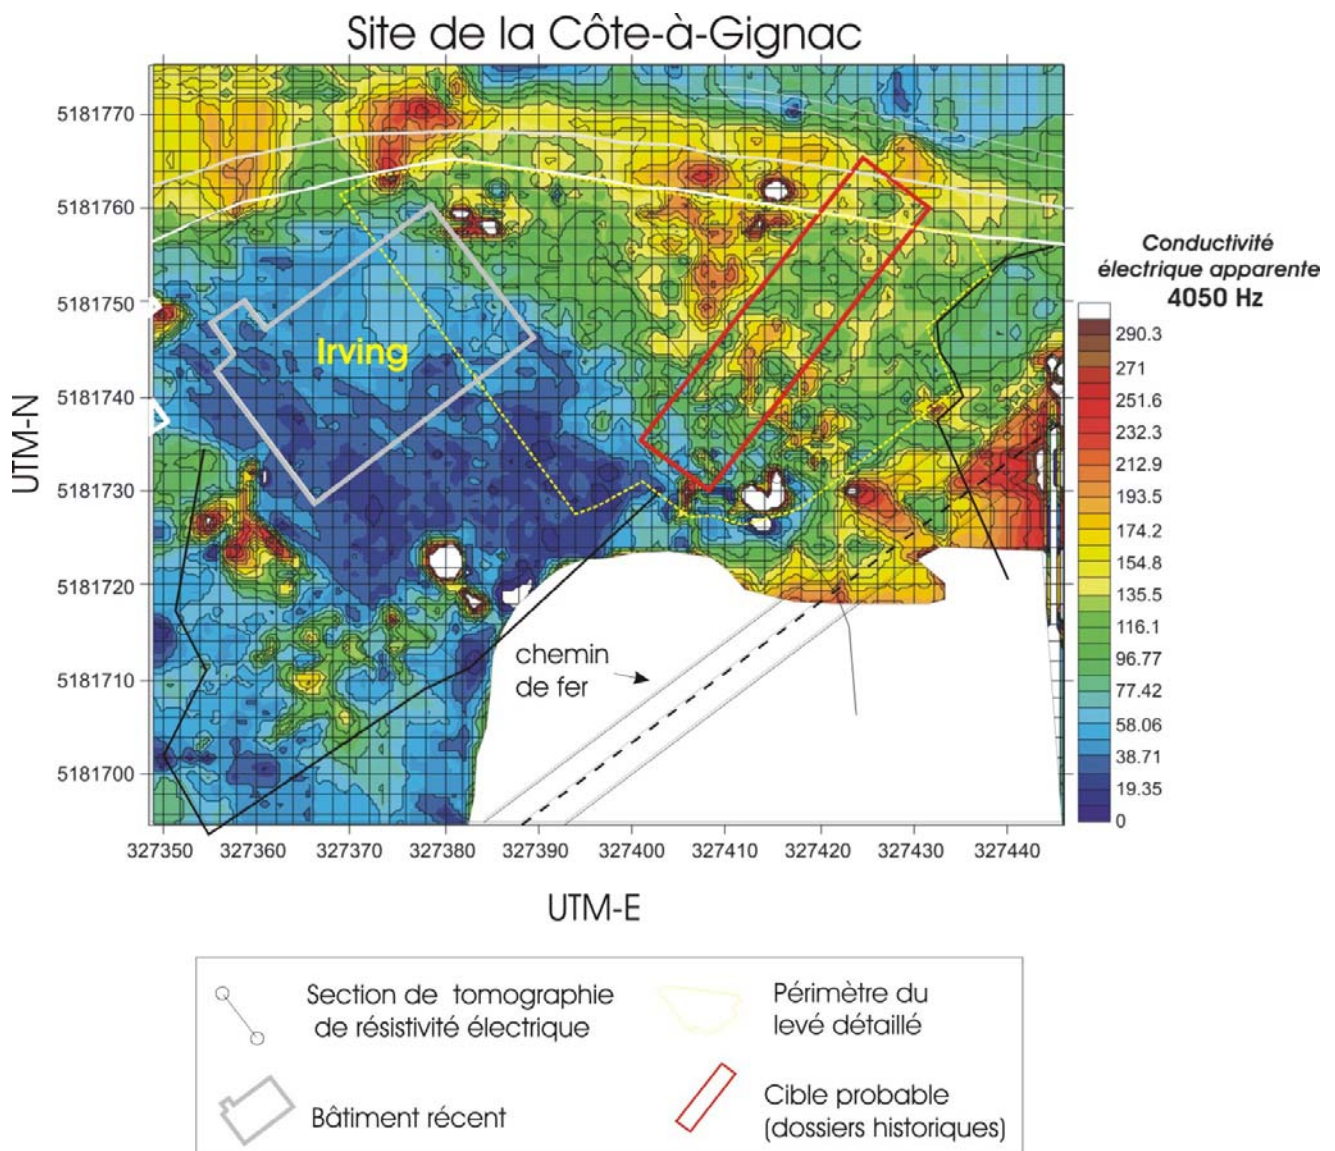 Site de la Côte-à-Gignac
5181770
5181760
5181750
5181740
5181730
5181720
5181710
5181700
UTM-N
Irving
chemin
de fer
327350
327360
327370
327380
327390
327400
327410
327420
327430
327440
UTM-E
Conductivité
électrique apparente
4050 Hz
290.3
271
251.6
232.3
212.9
193.5
174.2
154.8
135.5
116.1
96.77
77.42
58.06
38.71
19.35
0
Section de tomographie
de résistivité électrique
Périmètre du
levé détaillé
Bâtiment récent
Cible probable
(dossiers historiques)